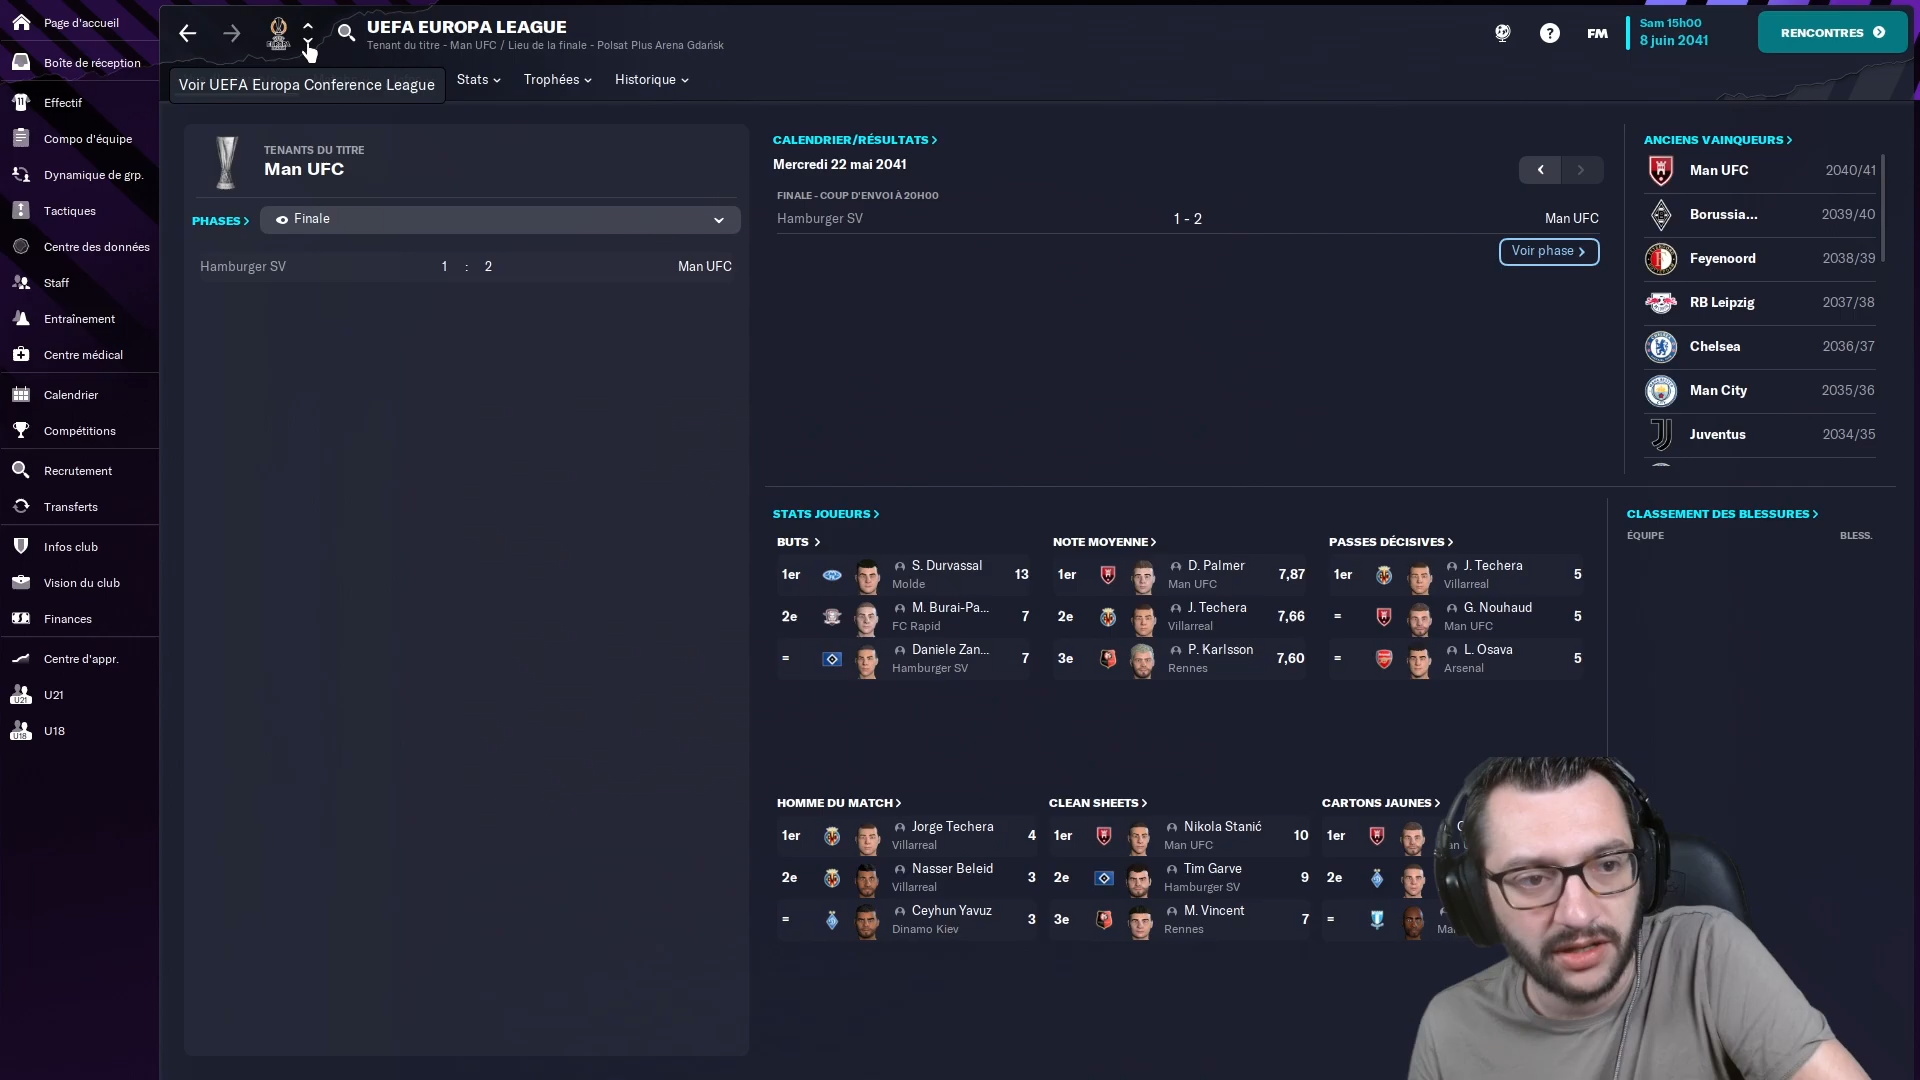 Page d'accueil
Boîte de réception
Effectif
Compo d'équipe
Dynamique de grp.
Tactiques
Centre des données
Staff
Entraînement
Centre médical
Calendrier
Compétitions
Recrutement
Transferts
Infos club
Vision du club
Finances
Centre d'appr.
U21
U18
UEFA EUROPA LEAGUE
Tenant du titre - Man UFC / Lieu de la finale - Polsat Plus Arena Gdańsk
FM
Sam 15h00
8 juin 2041
RENCONTRES
Voir UEFA Europa Conference League
Stats
Trophées
Historique
TENANTS DU TITRE
Man UFC
PHASES
Finale
Hamburger SV 1 : 2 Man UFC
CALENDRIER/RÉSULTATS
Mercredi 22 mai 2041
FINALE - COUP D'ENVOI À 20H00
Hamburger SV 1 - 2 Man UFC
Voir phase
ANCIENS VAINQUEURS
Man UFC 2040/41
Borussia... 2039/40
Feyenoord 2038/39
RB Leipzig 2037/38
Chelsea 2036/37
Man City 2035/36
Juventus 2034/35
STATS JOUEURS
BUTS
1er S. Durvassal 13
Molde
2e M. Burai-Pa... 7
FC Rapid
= Daniele Zan... 7
Hamburger SV
NOTE MOYENNE
1er D. Palmer 7,87
Man UFC
2e J. Techera 7,66
Villarreal
3e P. Karlsson 7,60
Rennes
PASSES DÉCISIVES
1er J. Techera 5
Villarreal
= G. Nouhaud 5
Man UFC
= L. Osava 5
Arsenal
CLASSEMENT DES BLESSURES
ÉQUIPE BLESS.
HOMME DU MATCH
1er Jorge Techera 4
Villarreal
2e Nasser Beleid 3
Villarreal
= Ceyhun Yavuz 3
Dinamo Kiev
CLEAN SHEETS
1er Nikola Stanić 10
Man UFC
2e Tim Garve 9
Hamburger SV
3e M. Vincent 7
Rennes
CARTONS JAUNES
1er
2e
=